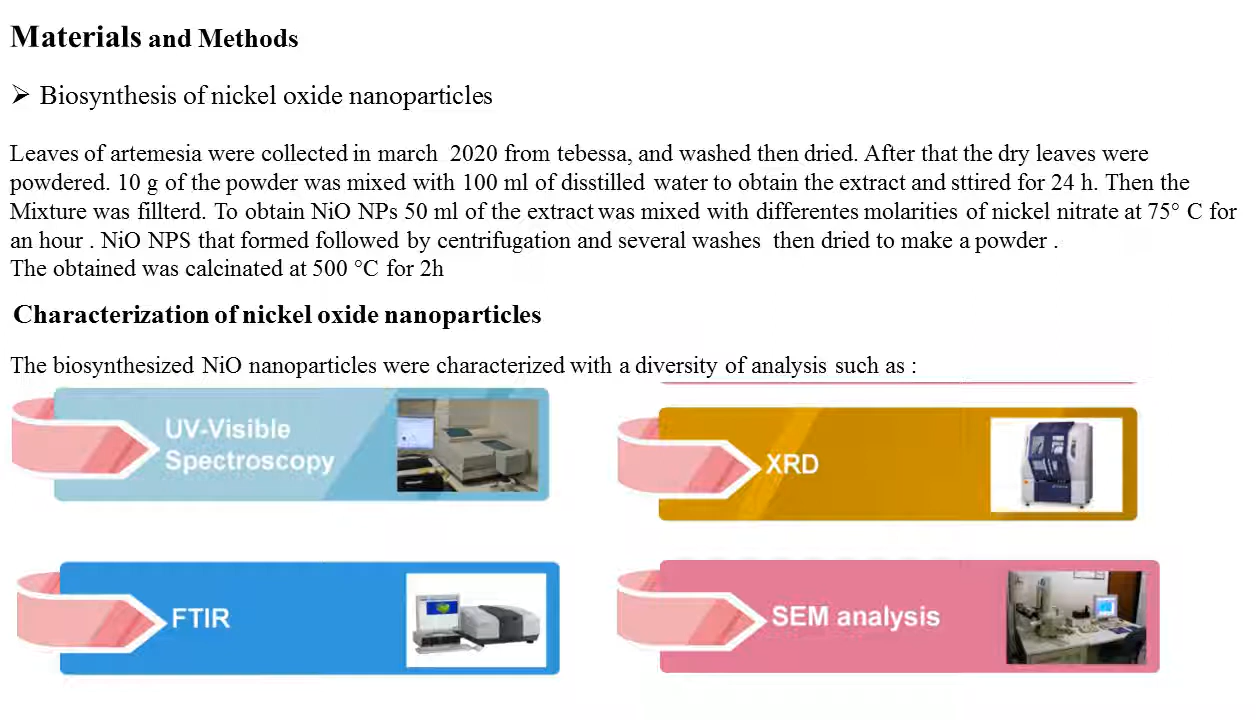 Materials and Methods
➢ Biosynthesis of nickel oxide nanoparticles
Leaves of artemesia were collected in march 2020 from tebessa, and washed then dried. After that the dry leaves were
powdered. 10 g of the powder was mixed with 100 ml of disstilled water to obtain the extract and sttired for 24 h. Then the
Mixture was fillterd. To obtain NiO NPs 50 ml of the extract was mixed with differentes molarities of nickel nitrate at 75° C for
an hour . NiO NPS that formed followed by centrifugation and several washes then dried to make a powder .
The obtained was calcinated at 500 °C for 2h
Characterization of nickel oxide nanoparticles
The biosynthesized NiO nanoparticles were characterized with a diversity of analysis such as :
UV-Visible
Spectroscopy
XRD
FTIR
SEM analysis